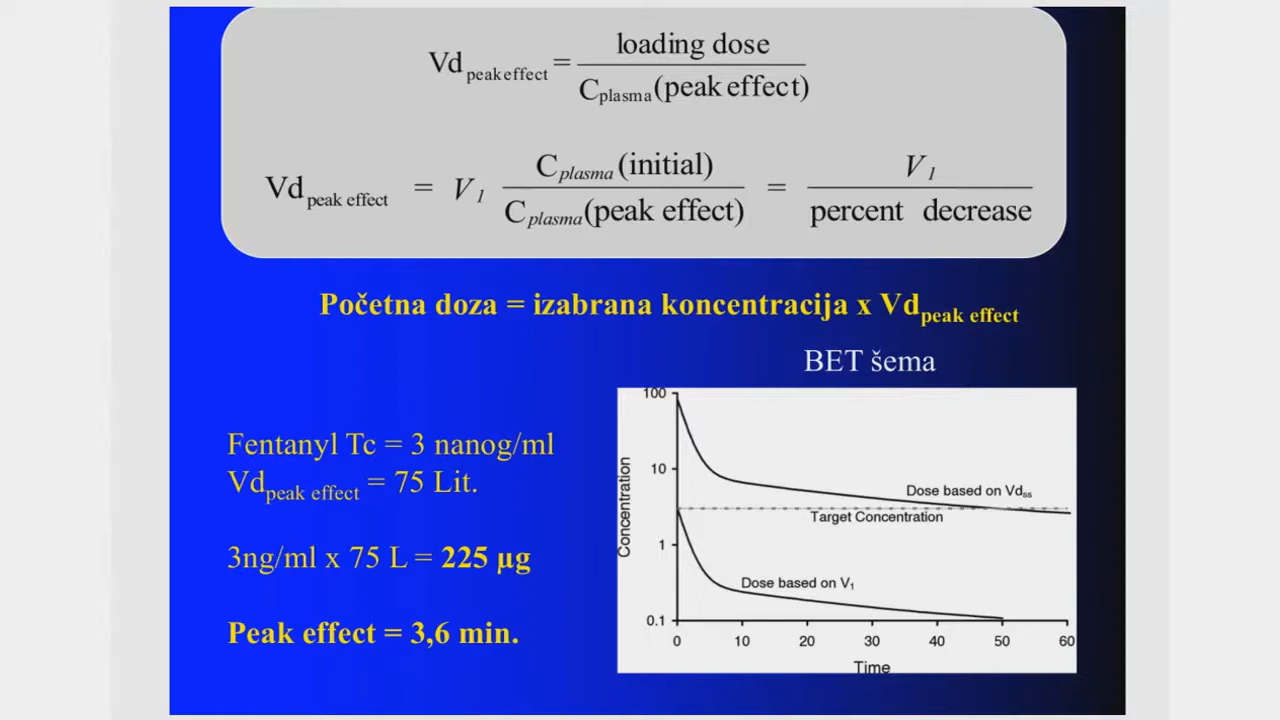 Vd peak effect = loading dose / C plasma (peak effect)
Vd peak effect = V1 C plasma (initial) / C plasma (peak effect) = V1 / percent decrease
Početna doza = izabrana koncentracija x Vd peak effect
BET šema
Fentanyl Tc = 3 nanog/ml
Vd peak effect = 75 Lit.
3ng/ml x 75 L = 225 µg
Peak effect = 3,6 min.
100
10
1
0.1
Concentration
Dose based on Vdss
Target Concentration
Dose based on V1
0 10 20 30 40 50 60
Time